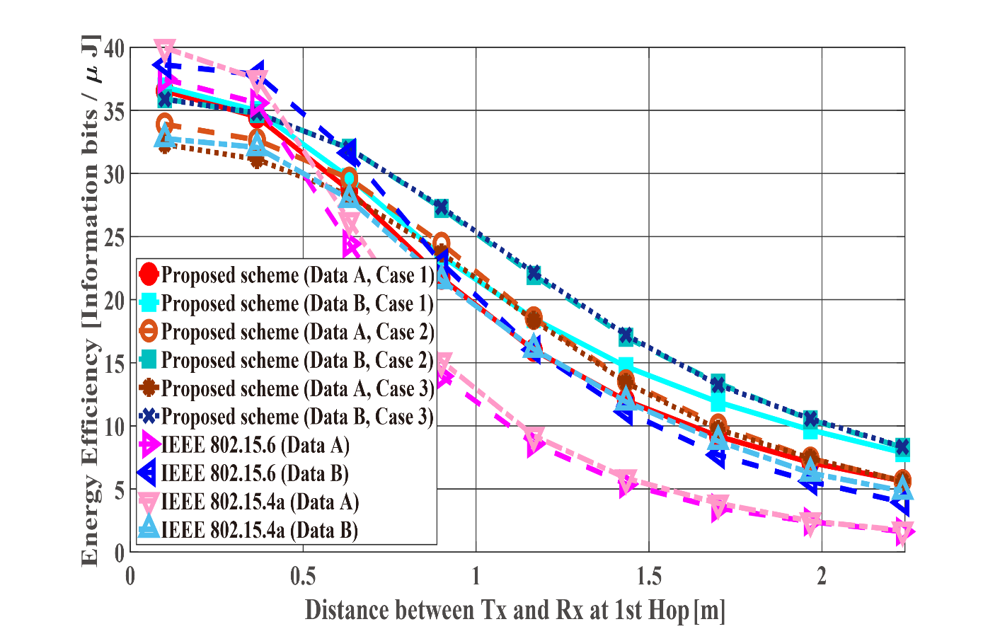 Energy Efficiency [Information bits / μ J]
40
35
30
25
20
15
10
5
0
Proposed scheme (Data A, Case 1)
Proposed scheme (Data B, Case 1)
Proposed scheme (Data A, Case 2)
Proposed scheme (Data B, Case 2)
Proposed scheme (Data A, Case 3)
Proposed scheme (Data B, Case 3)
IEEE 802.15.6 (Data A)
IEEE 802.15.6 (Data B)
IEEE 802.15.4a (Data A)
IEEE 802.15.4a (Data B)
0 0.5 1 1.5 2
Distance between Tx and Rx at 1st Hop [m]